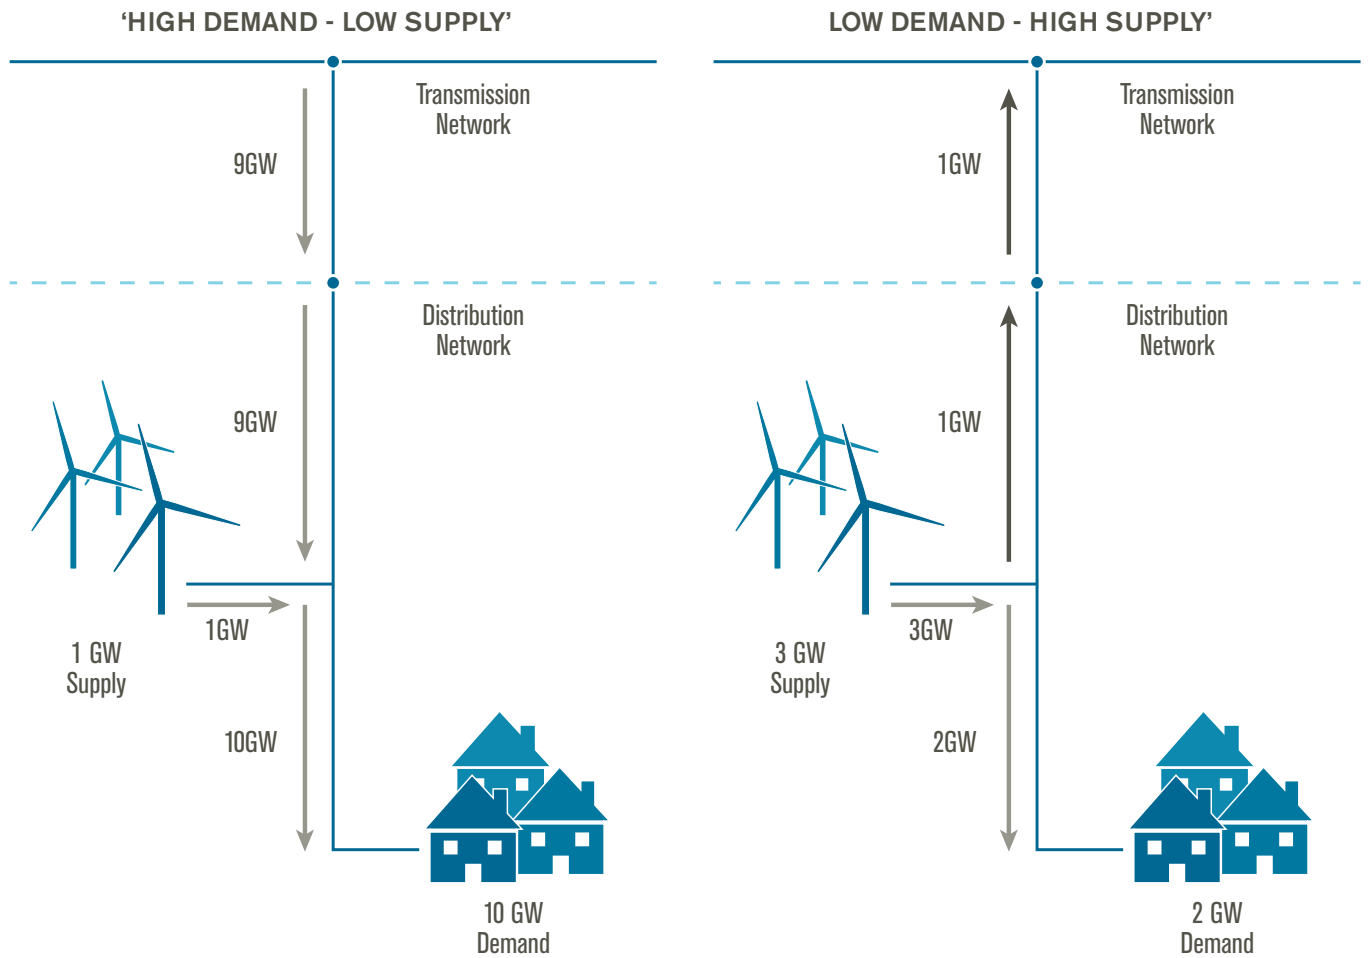 ‘HIGH DEMAND - LOW SUPPLY’
Transmission
Network
9GW
Distribution
Network
9GW
1GW
1 GW
Supply
10GW
10 GW
Demand
LOW DEMAND - HIGH SUPPLY’
Transmission
Network
1GW
Distribution
Network
1GW
3GW
3 GW
Supply
2GW
2 GW
Demand